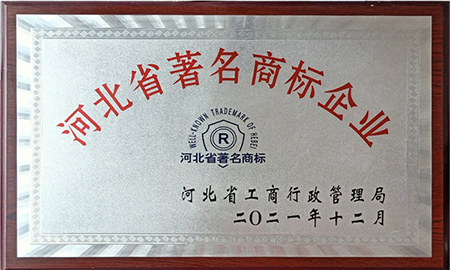 河北省著名商标企业
WELL-KNOWN TRADEMARK OF HEBEI
R
河北省著名商标
河北省工商行政管理局
二〇二一年十二月